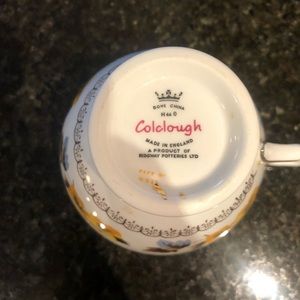 BONE CHINA
Colclough
MADE IN ENGLAND
A PRODUCT OF
RIDGWAY POTTERIES LTD